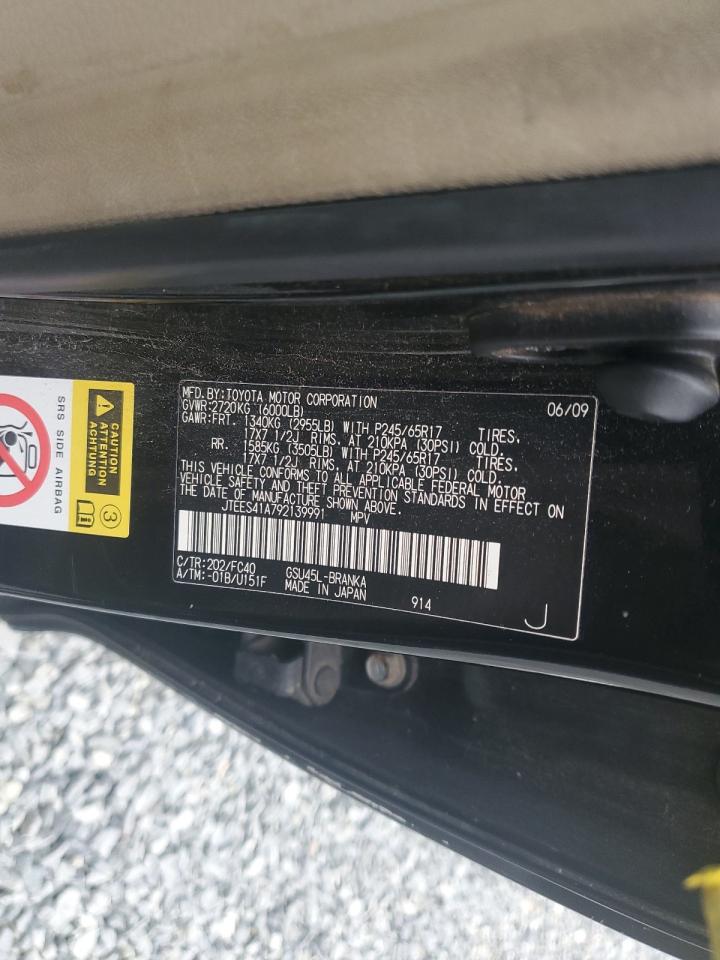 MFD.BY:TOYOTA MOTOR CORPORATION 06/09
GVWR:2720KG (6000LB)
GAWR:FRT. 1340KG (2955LB) WITH P245/65R17 TIRES,
17X7 1/2J RIMS, AT 210KPA (30PSI) COLD.
RR. 1585KG (3505LB) WITH P245/65R17 TIRES,
17X7 1/2J RIMS, AT 210KPA (30PSI) COLD.
THIS VEHICLE CONFORMS TO ALL APPLICABLE FEDERAL MOTOR
VEHICLE SAFETY AND THEFT PREVENTION STANDARDS IN EFFECT ON
THE DATE OF MANUFACTURE SHOWN ABOVE.
JTEES41A792139991 MPV
C/TR:202/FC40 GSU45L-BRANKA
A/TM:-01B/U151F MADE IN JAPAN 914
J
CAUTION
ATTENTION
3
SRS SIDE AIRBAG